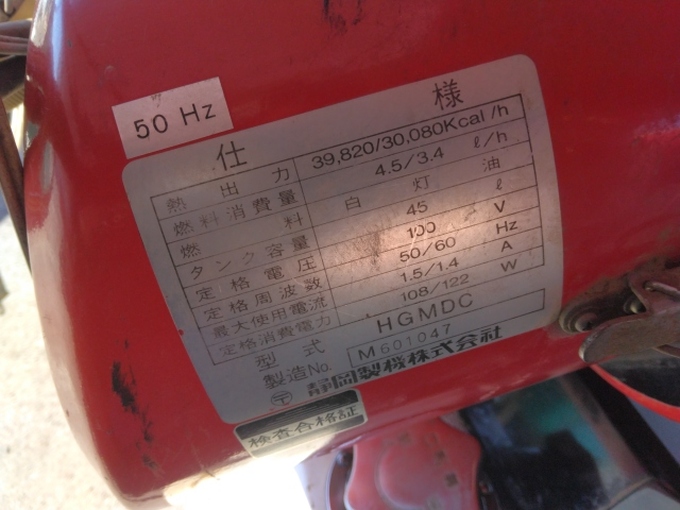 50 Hz
仕 様
熱出力 39,820/30,080Kcal/h
燃料消費量 4.5/3.4 ℓ/h
燃料 白灯油
タンク容量 45 ℓ
定格電圧 100 V
定格周波数 50/60 Hz
最大使用電流 1.5/1.4 A
定格消費電力 108/122 W
型式 HGMDC
製造No. M601047
〒 静岡製機株式会社
検査合格証